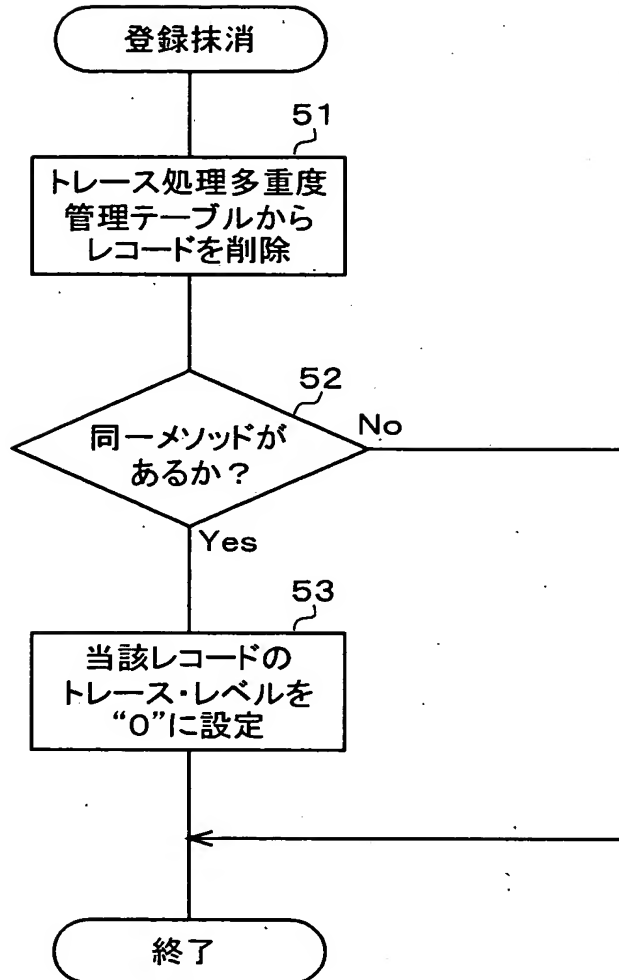 登録抹消
51
トレース処理多重度
管理テーブルから
レコードを削除
52
同一メソッドが
あるか？
No
Yes
53
当該レコードの
トレース・レベルを
“0”に設定
終了